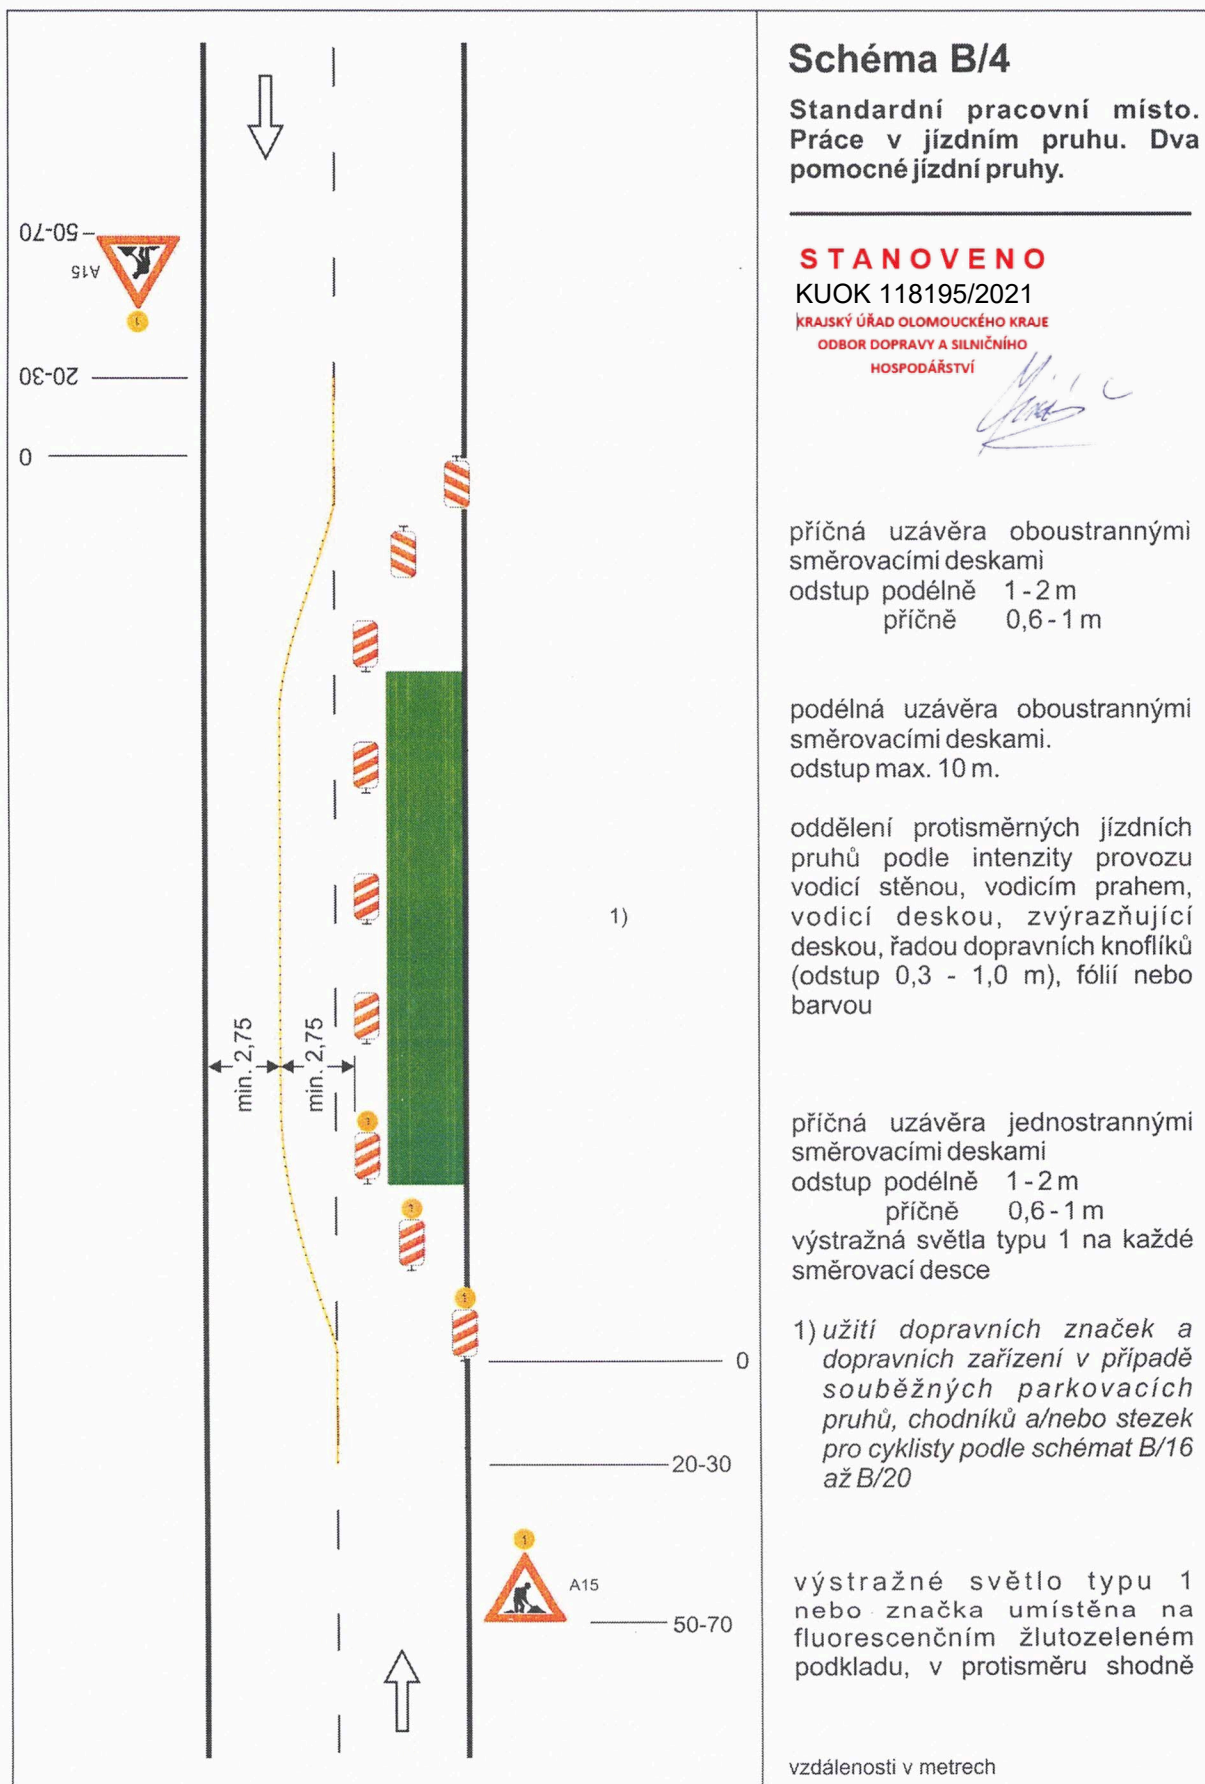 Schéma B/4
Standardní pracovní místo.
Práce v jízdním pruhu. Dva
pomocné jízdní pruhy.
STANOVENO
KUOK 118195/2021
KRAJSKÝ ÚŘAD OLOMOUCKÉHO KRAJE
ODBOR DOPRAVY A SILNIČNÍHO
HOSPODÁŘSTVÍ
50-70
A15
1
20-30
0
příčná uzávěra oboustrannými
směrovacími deskami
odstup podélně 1 - 2 m
příčně 0,6 - 1 m
podélná uzávěra oboustrannými
směrovacími deskami.
odstup max. 10 m.
oddělení protisměrných jízdních
pruhů podle intenzity provozu
vodicí stěnou, vodicím prahem,
vodicí deskou, zvýrazňující
deskou, řadou dopravních knoflíků
(odstup 0,3 - 1,0 m), fólií nebo
barvou
1)
min. 2,75
min. 2,75
1
1
1
příčná uzávěra jednostrannými
směrovacími deskami
odstup podélně 1 - 2 m
příčně 0,6 - 1 m
výstražná světla typu 1 na každé
směrovací desce
0
20-30
1
A15
50-70
1) užití dopravních značek a
dopravních zařízení v případě
souběžných parkovacích
pruhů, chodníků a/nebo stezek
pro cyklisty podle schémat B/16
až B/20
výstražné světlo typu 1
nebo značka umístěna na
fluorescenčním žlutozeleném
podkladu, v protisměru shodně
vzdálenosti v metrech